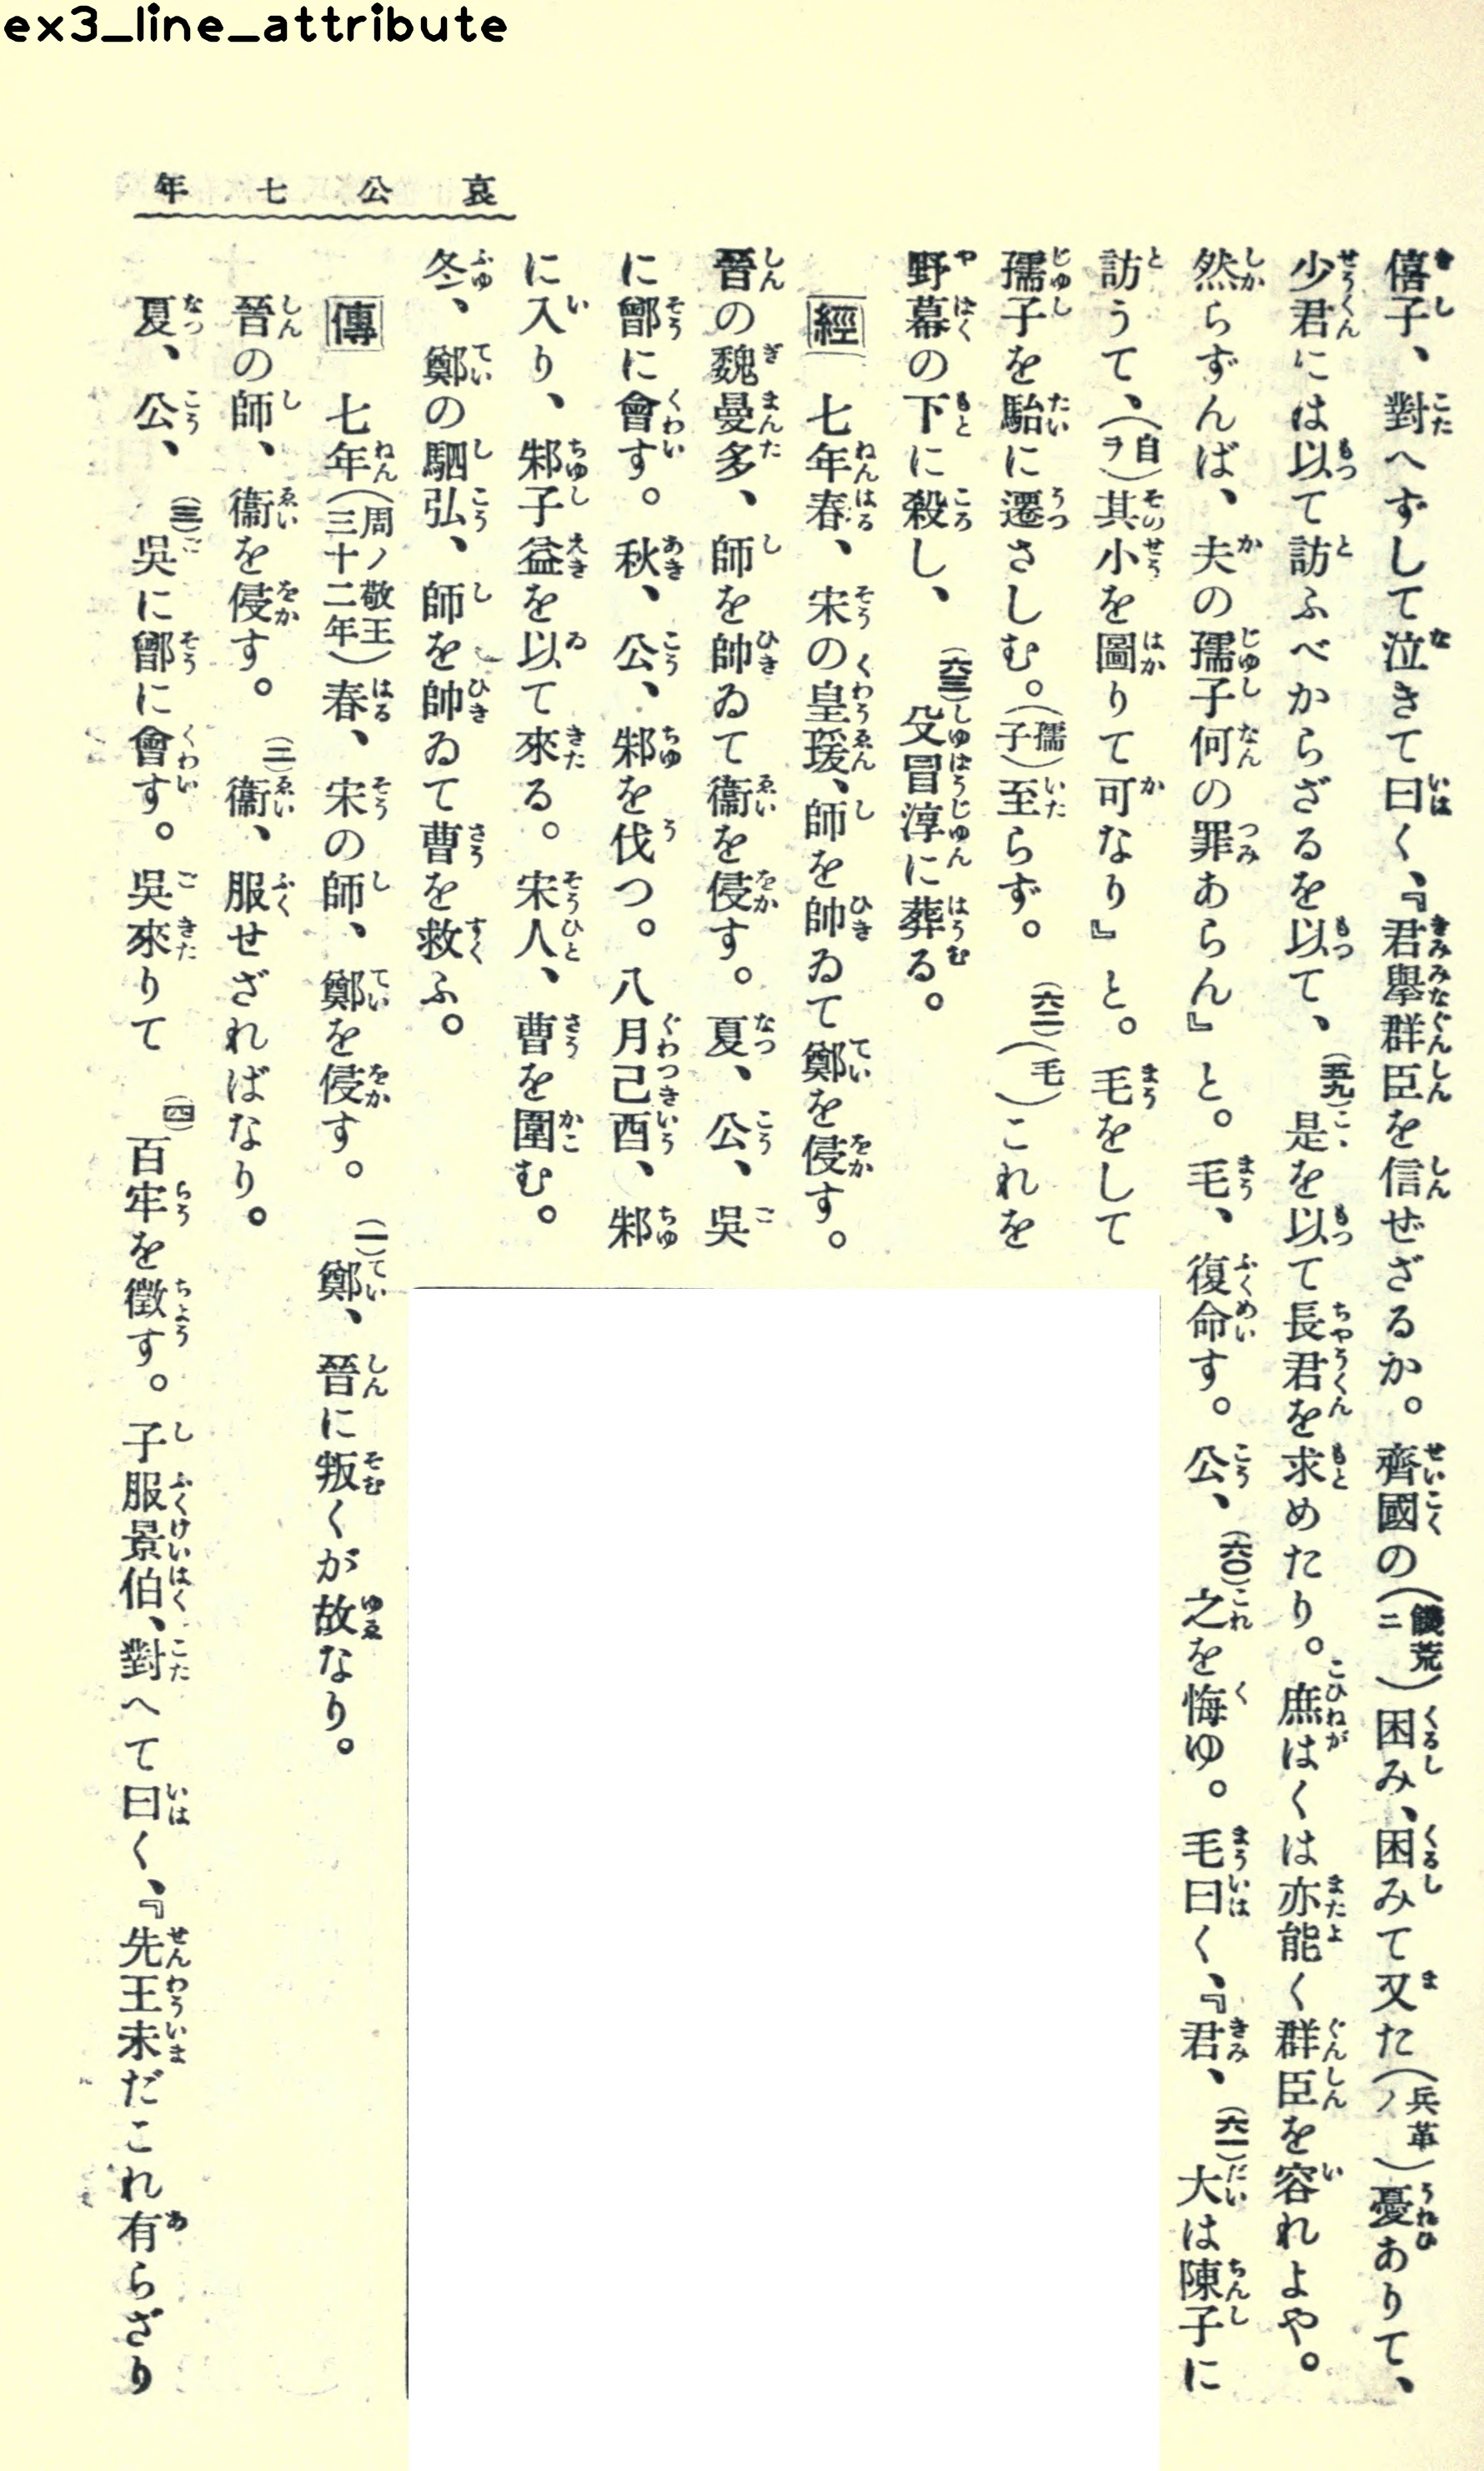 ex3_line_attribute
哀公七年
僖子、對へずして泣きて曰く、『君擧群臣を信ぜざるか。齊國の(饑荒ニ)困み、困みて又た(兵革ノ)憂ありて、
少君には以て訪ふべからざるを以て、(五九)是を以て長君を求めたり。庶はくは亦能く群臣を容れよや。
然らずんば、夫の孺子何の罪あらん』と。毛、復命す。公、(六〇)之を悔ゆ。毛曰く、『君、(六一)大は陳子に
訪うて、(自ヲ)其小を圖りて可なり』と。毛をして
孺子を駘に遷さしむ。(孺子)至らず。(六二)(毛)これを
野幕の下に殺し、(六三)殳冒淳に葬る。
經 七年春、宋の皇瑗、師を帥ゐて鄭を侵す。
晉の魏曼多、師を帥ゐて衞を侵す。夏、公、吳
に鄫に會す。秋、公、邾を伐つ。八月己酉、邾
に入り、邾子益を以て來る。宋人、曹を圍む。
冬、鄭の駟弘、師を帥ゐて曹を救ふ。
傳 七年(周ノ敬王三十二年)春、宋の師、鄭を侵す。(一)鄭、晉に叛くが故なり。
晉の師、衞を侵す。(二)衞、服せざればなり。
夏、公、(三)吳に鄫に會す。吳來りて(四)百牢を徵す。子服景伯、對へて曰く、『先王未だこれ有らざり